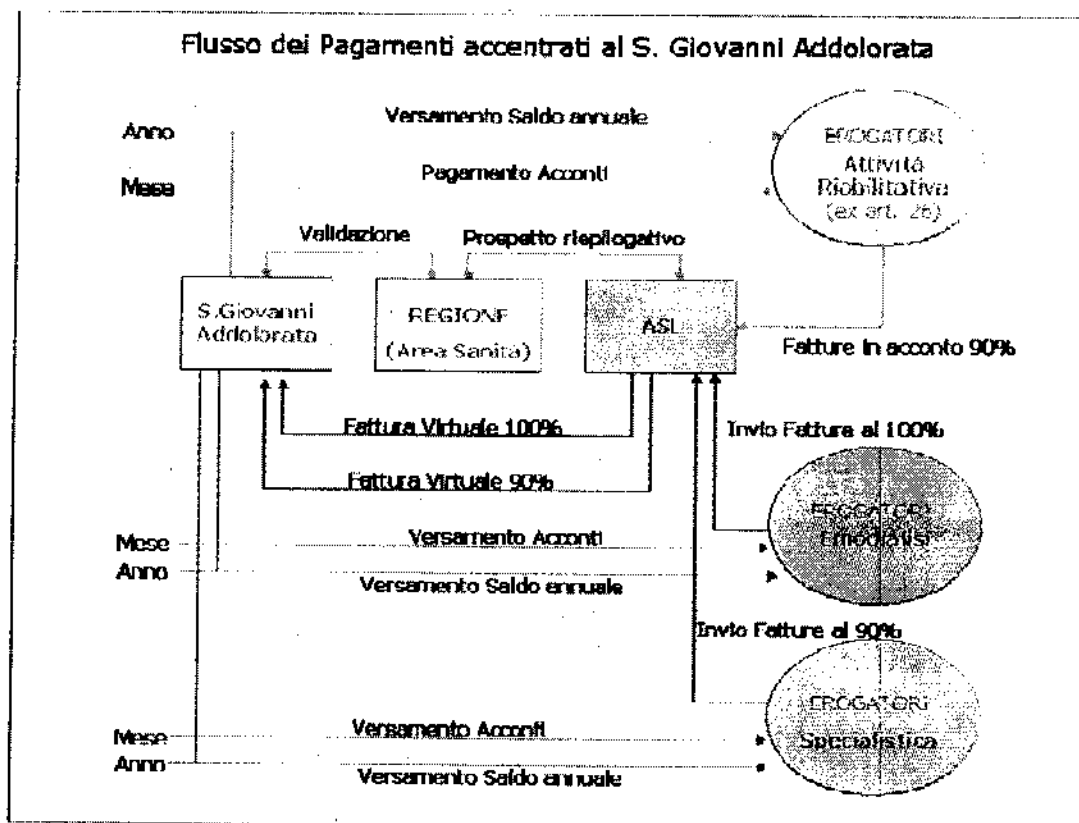 Flusso dei Pagamenti accentrati al S. Giovanni Addolorata
Anno
Versamento Saldo annuale
Mese
Pagamento Acconti
EROGATORI
Attività
Riabilitative
(ex art. 26)
Validazione
Prospetto riepilogativo
S.Giovanni
Addolorata
REGIONE
(Area Sanità)
ASL
Fatture in acconto 90%
Fattura Virtuale 100%
Invio Fattura al 100%
Fattura Virtuale 90%
EROGATORI
Emodialisi
Mese
Versamento Acconti
Anno
Versamento Saldo annuale
Invio Fatture al 90%
EROGATORI
Specialistica
Mese
Versamento Acconti
Anno
Versamento Saldo annuale